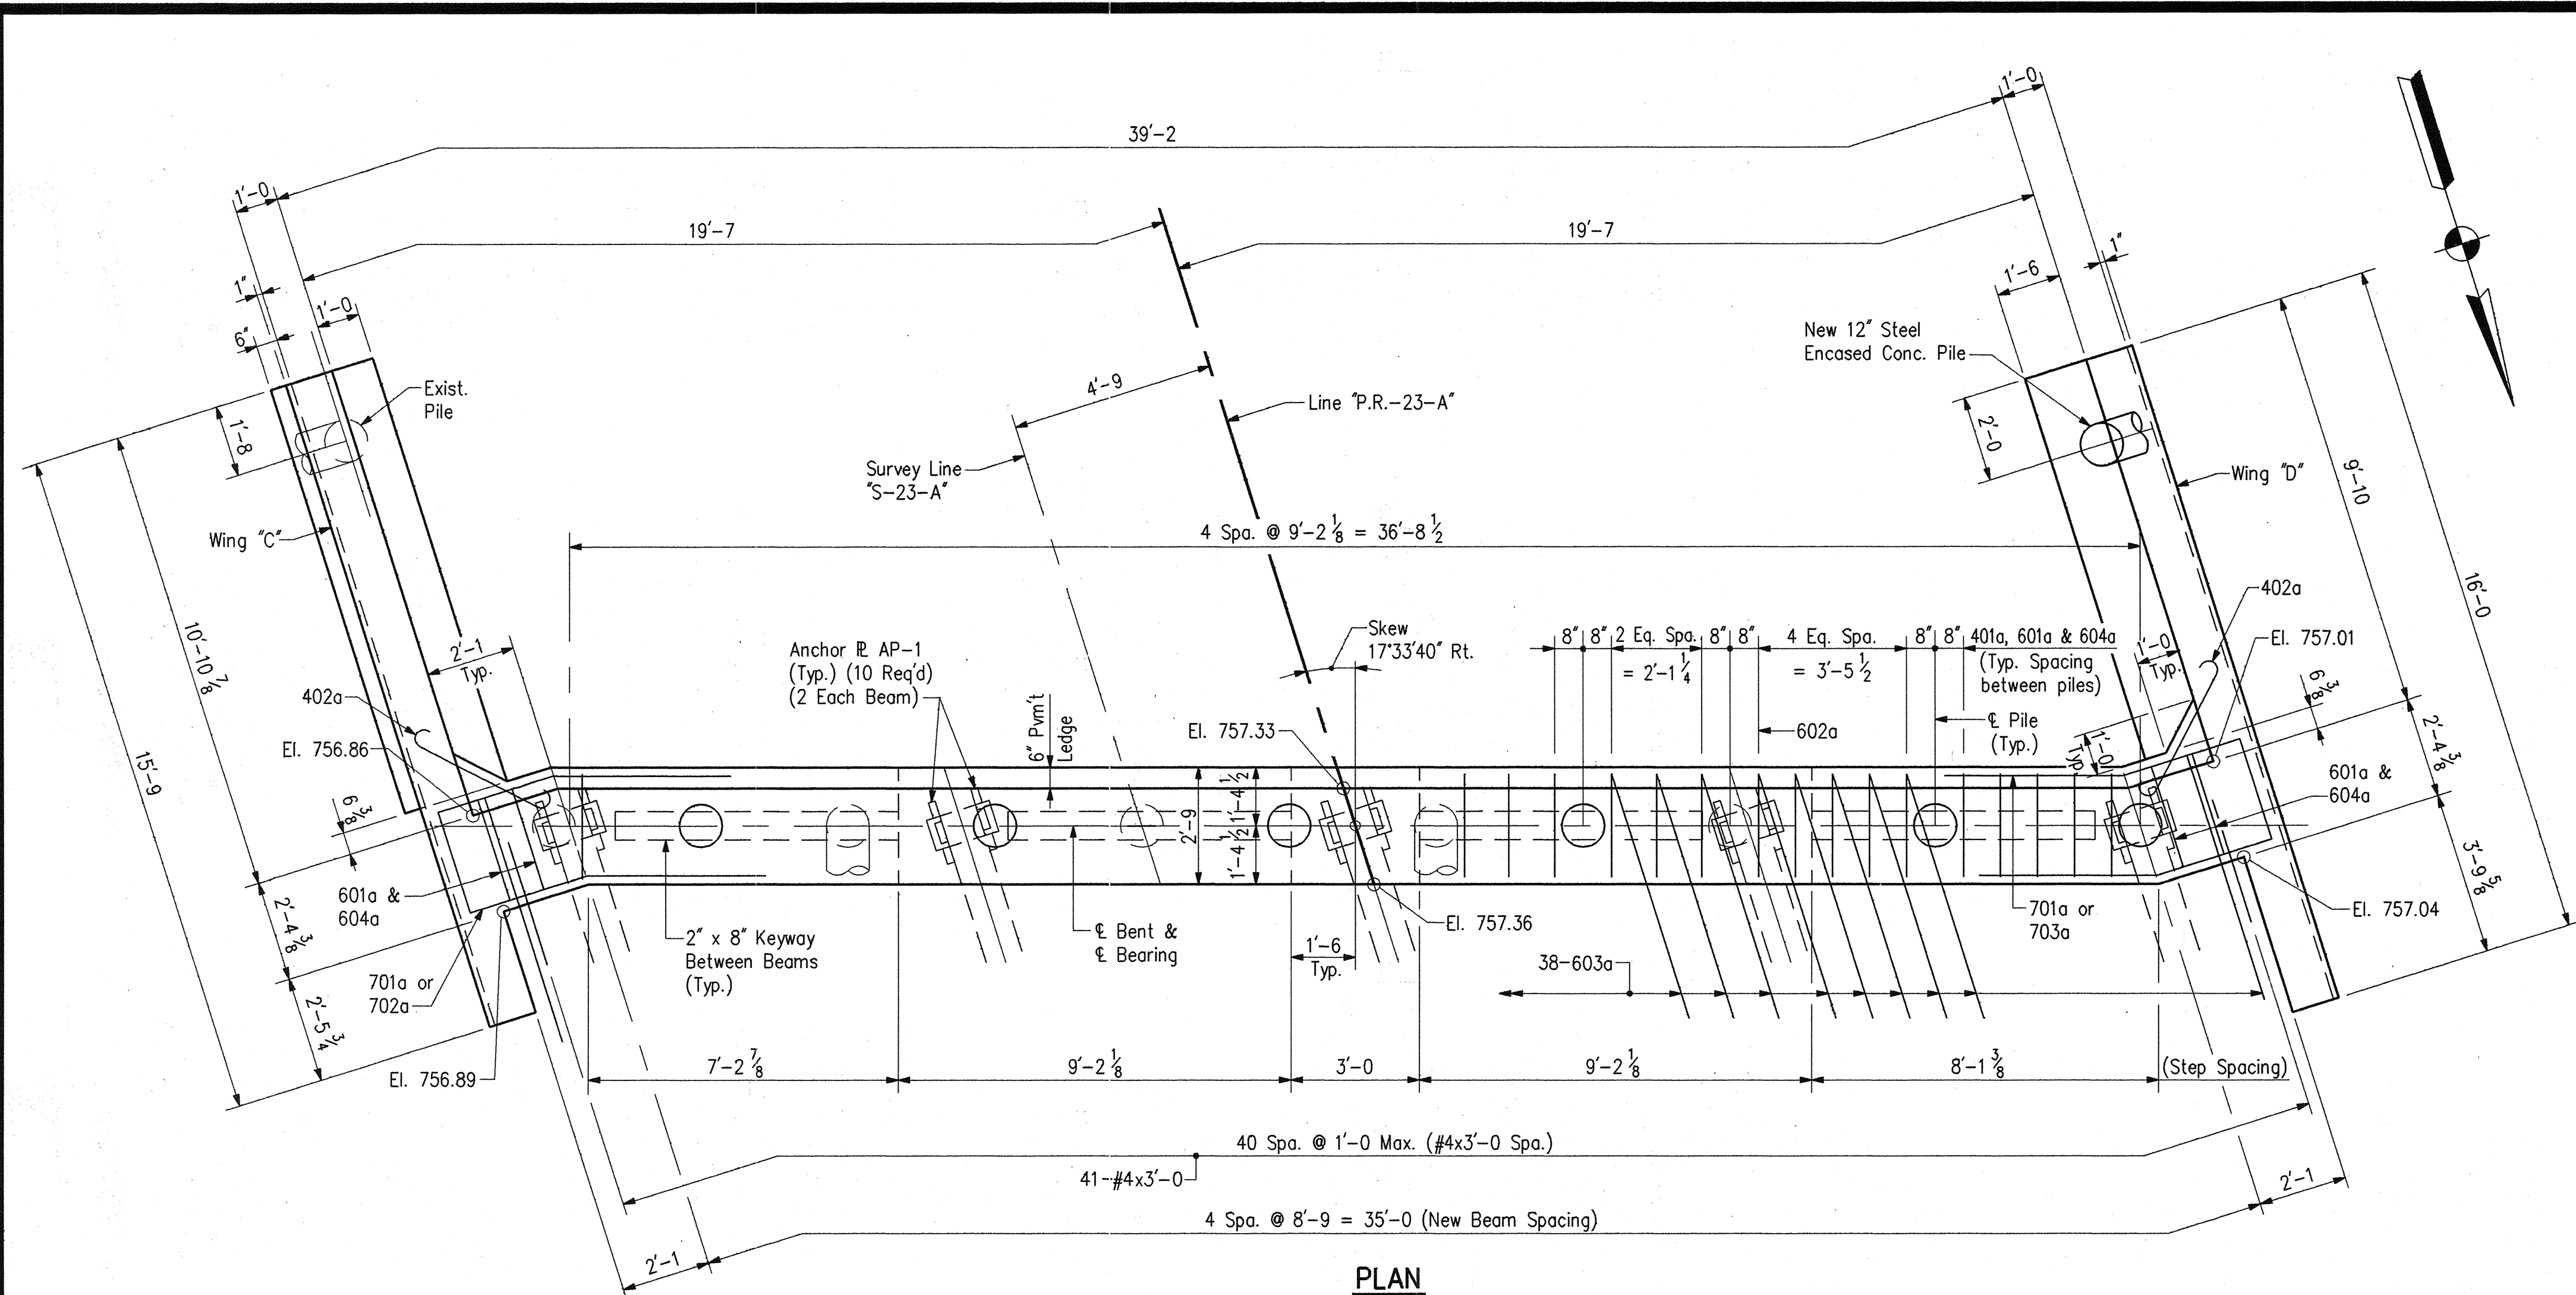 1'-0
39'-2
1'-0
19'-7
19'-7
1"
1'-0
6"
1'-6
1"
Exist.
Pile
New 12" Steel
Encased Conc. Pile
4'-9
Line "P.R.-23-A"
1'-8
2'-0
Survey Line
"S-23-A"
Wing "D"
9'-10
Wing "C"
4 Spa. @ 9'-2 1/8 = 36'-8 1/2
16'-0
10'-10 7/8
2'-1
Typ.
Anchor ℄ AP-1
(Typ.) (10 Req'd)
(2 Each Beam)
Skew
17°33'40" Rt.
8"
8"
2 Eq. Spa.
= 2'-1 1/4
8"
8"
4 Eq. Spa.
= 3'-5 1/2
8"
8"
401a, 601a & 604a
(Typ. Spacing
between piles)
1'-0
Typ.
402a
El. 757.01
6 3/8
402a
El. 756.86
6" Pvm't
Ledge
El. 757.33
602a
℄ Pile
(Typ.)
1'-0
Typ
2'-4 3/8
601a &
604a
15'-9
6 3/8
2'-9
1'-4 1/2
1'-4 1/2
3'-9 5/8
601a &
604a
2'-4 3/8
2" x 8" Keyway
Between Beams
(Typ.)
℄ Bent &
℄ Bearing
1'-6
Typ.
El. 757.36
38-603a
701a or
703a
El. 757.04
701a or
702a
2'-5 3/4
El. 756.89
7'-2 7/8
9'-2 1/8
3'-0
9'-2 1/8
8'-1 3/8
(Step Spacing)
40 Spa. @ 1'-0 Max. (#4x3'-0 Spa.)
41-#4x3'-0
2'-1
4 Spa. @ 8'-9 = 35'-0 (New Beam Spacing)
2'-1
PLAN